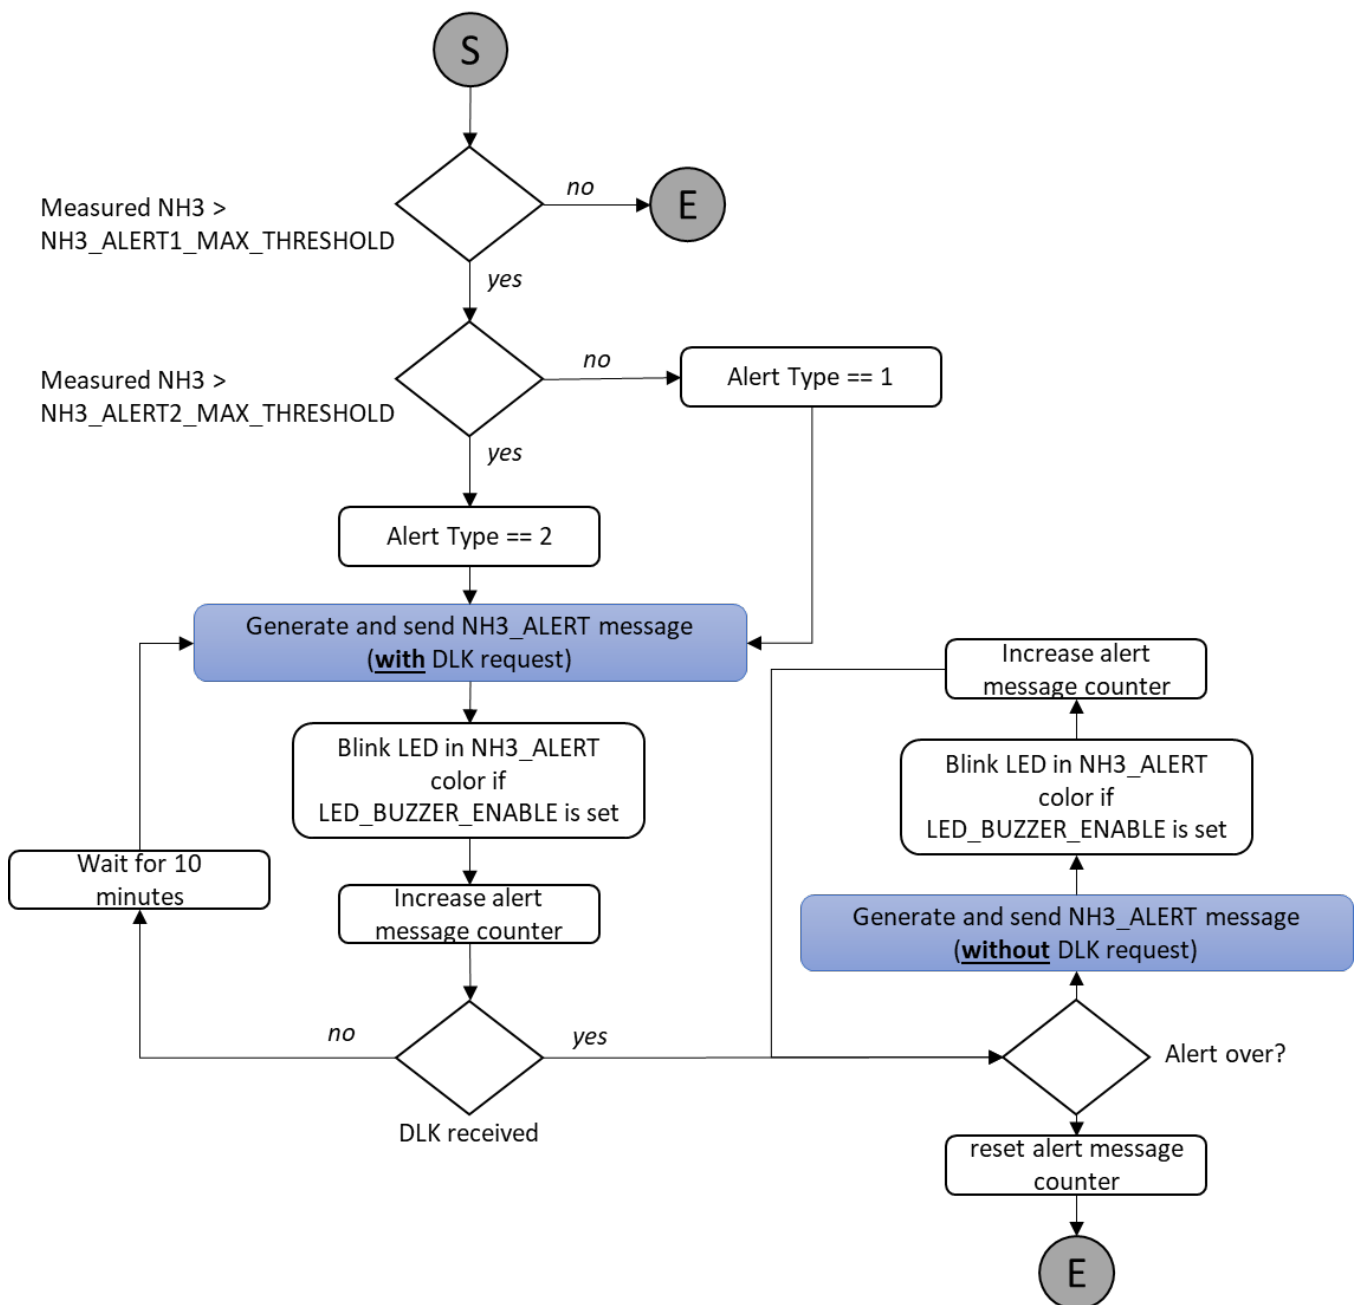 S
Measured NH3 >
NH3_ALERT1_MAX_THRESHOLD
no
E
yes
Measured NH3 >
NH3_ALERT2_MAX_THRESHOLD
no
Alert Type == 1
yes
Alert Type == 2
Generate and send NH3_ALERT message
(with DLK request)
Blink LED in NH3_ALERT
color if
LED_BUZZER_ENABLE is set
Wait for 10
minutes
Increase alert
message counter
no
yes
DLK received
Increase alert
message counter
Blink LED in NH3_ALERT
color if
LED_BUZZER_ENABLE is set
Generate and send NH3_ALERT message
(without DLK request)
Alert over?
reset alert message
counter
E